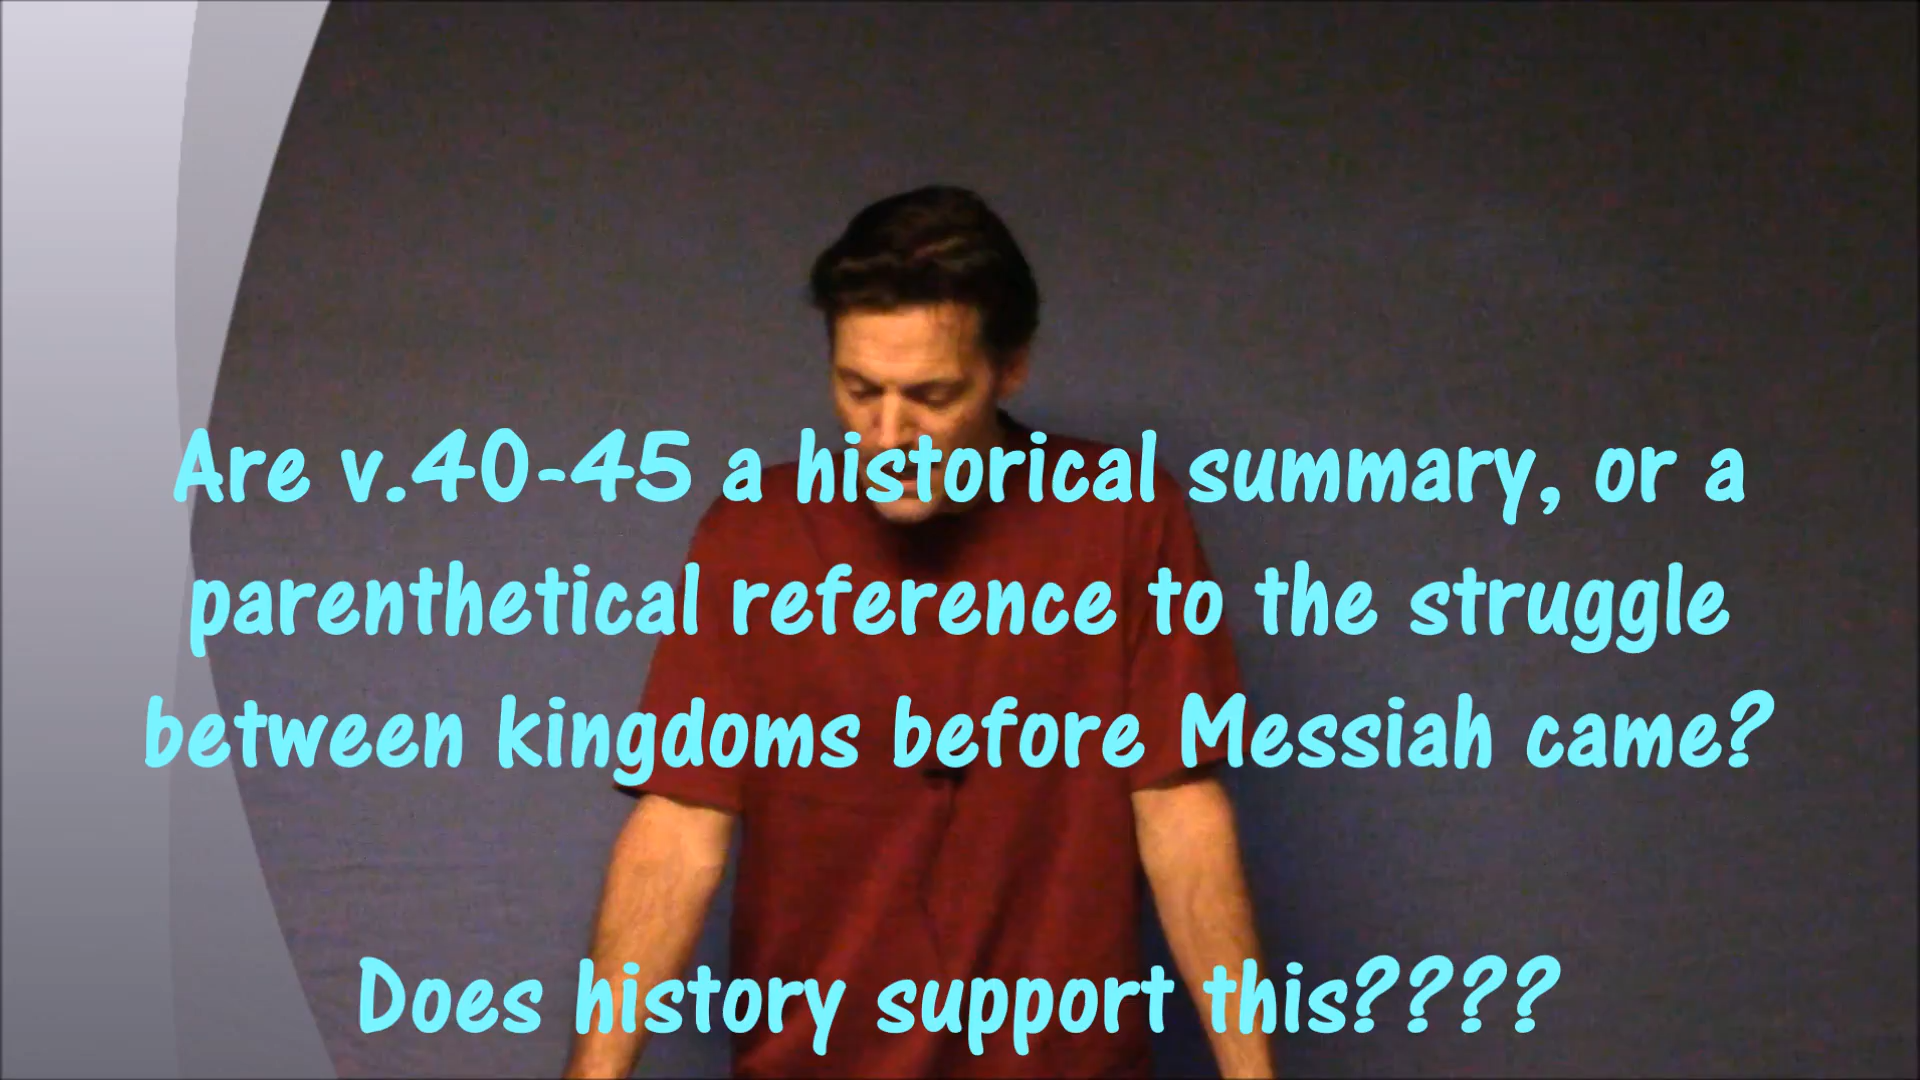 Are v.40-45 a historical summary, or a
parenthetical reference to the struggle
between kingdoms before Messiah came?
Does history support this????